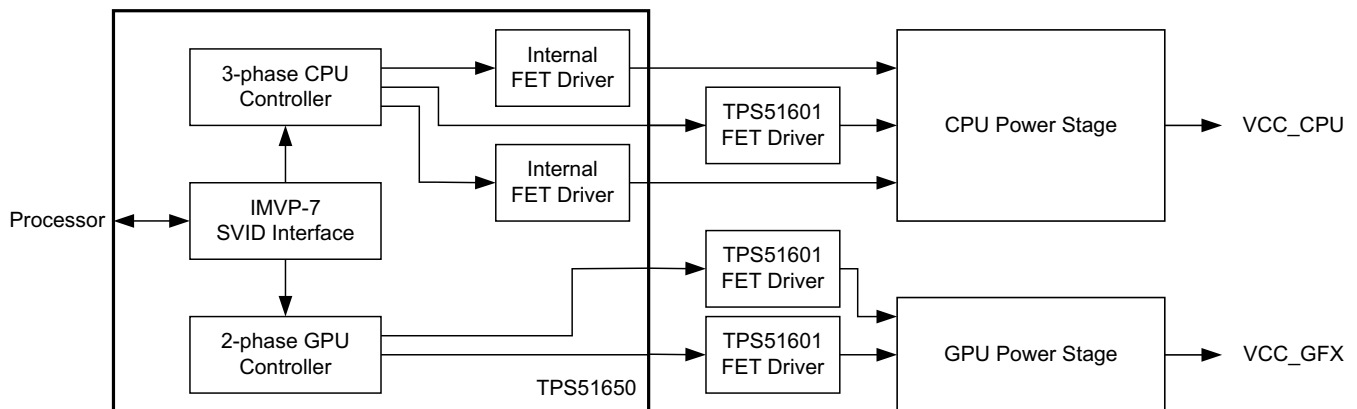 Internal
FET Driver
3-phase CPU
Controller
TPS51601
FET Driver
CPU Power Stage
VCC_CPU
Internal
FET Driver
Processor
IMVP-7
SVID Interface
TPS51601
FET Driver
2-phase GPU
Controller
TPS51601
FET Driver
GPU Power Stage
VCC_GFX
TPS51650